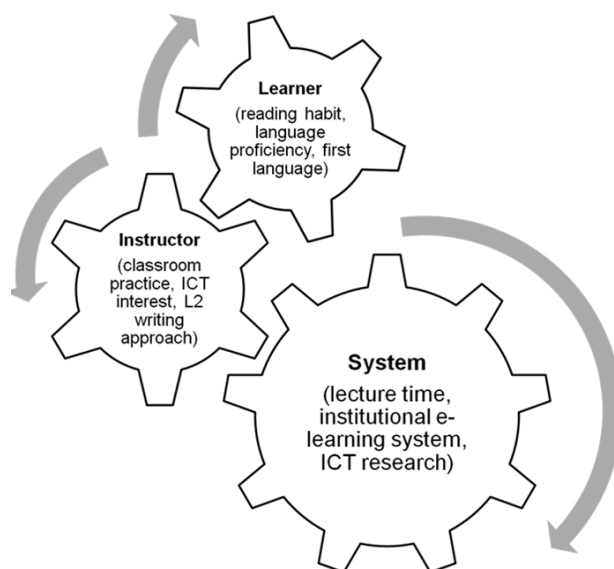 Learner
(reading habit,
language
proficiency, first
language)
Instructor
(classroom
practice, ICT
interest, L2
writing
approach)
System
(lecture time,
institutional e-
learning system,
ICT research)